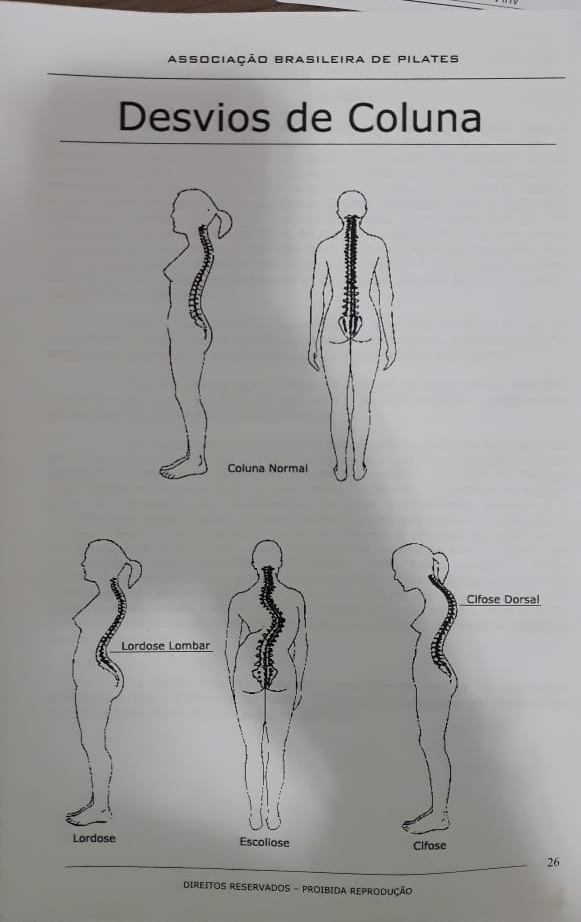 ASSOCIAÇÃO BRASILEIRA DE PILATES
Desvios de Coluna
Coluna Normal
Cifose Dorsal
Lordose Lombar
Lordose
Escoliose
Cifose
26
DIREITOS RESERVADOS – PROIBIDA REPRODUÇÃO